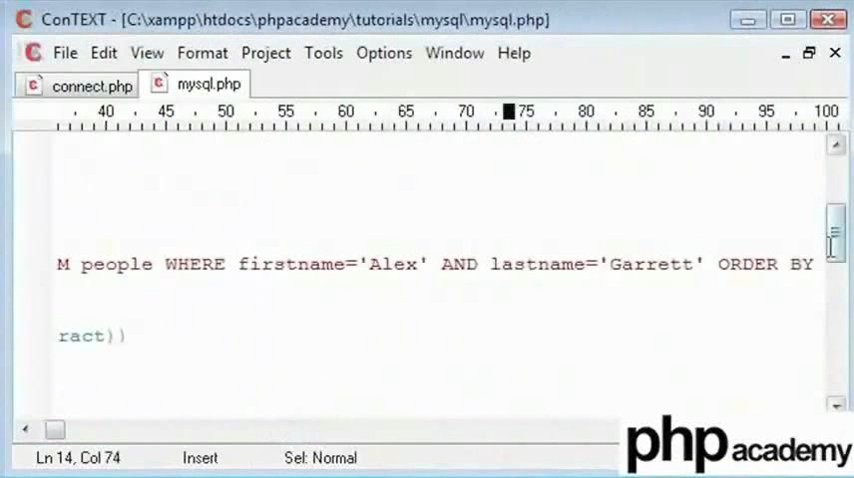 ConTEXT - [C:\xampp\htdocs\phpacademy\tutorials\mysql\mysql.php]
File Edit View Format Project Tools Options Window Help
connect.php mysql.php
40 45 50 55 60 65 70 75 80 85 90 95 100
M people WHERE firstname='Alex' AND lastname='Garrett' ORDER BY
ract))
Ln 14, Col 74 Insert Sel: Normal
php academy